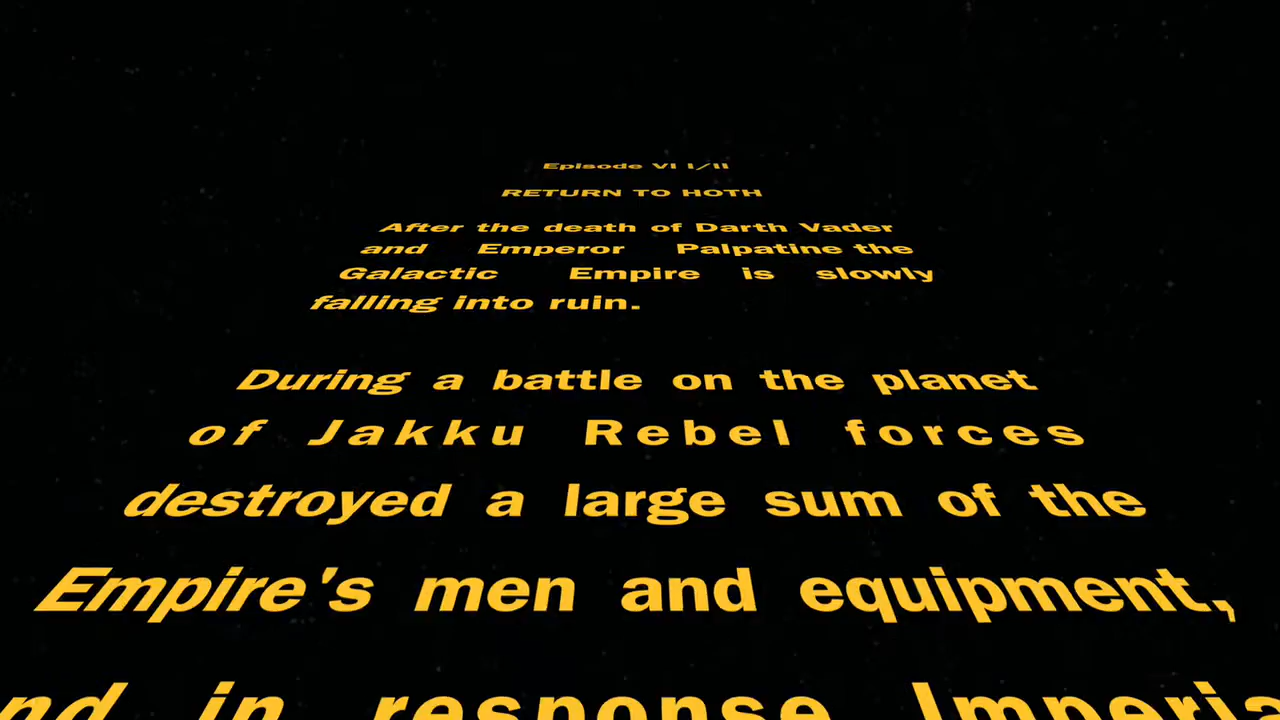 Episode VI I/II
RETURN TO HOTH
After the death of Darth Vader
and Emperor Palpatine the
Galactic Empire is slowly
falling into ruin.
During a battle on the planet
of Jakku Rebel forces
destroyed a large sum of the
Empire's men and equipment,
nd in response Imperia